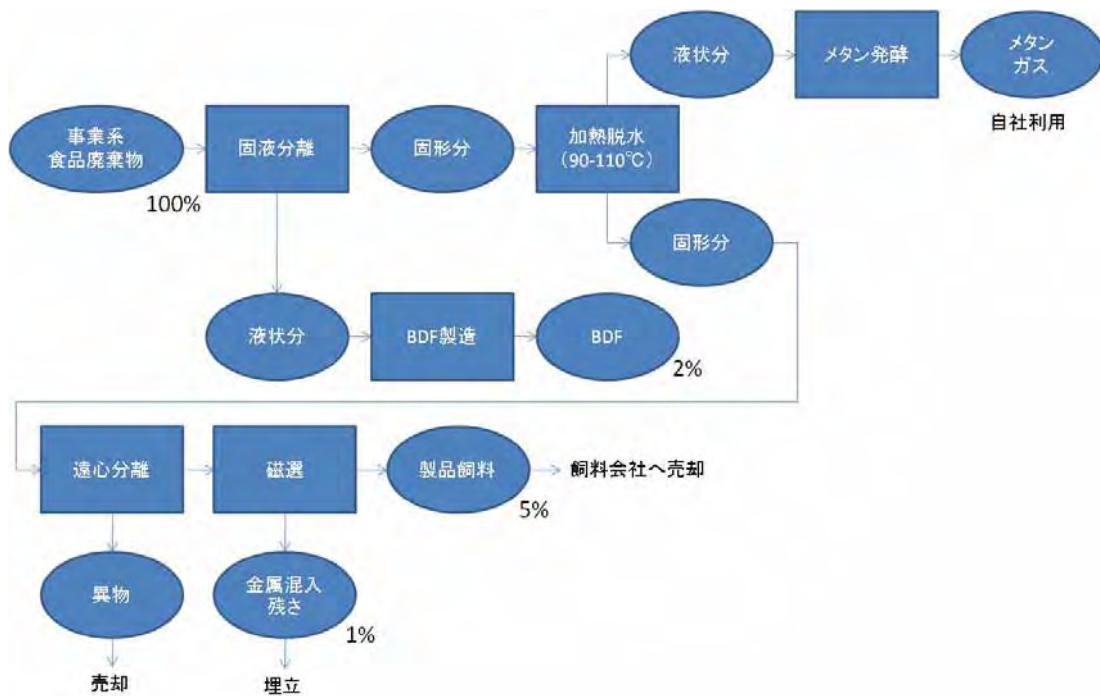 液状分
メタン発酵
メタン
ガス
自社利用
事業系
食品廃棄物
100%
固液分離
固形分
加熱脱水
(90-110℃)
固形分
液状分
BDF製造
BDF
2%
遠心分離
磁選
製品飼料
5%
飼料会社へ売却
異物
金属混入
残さ
1%
売却
埋立